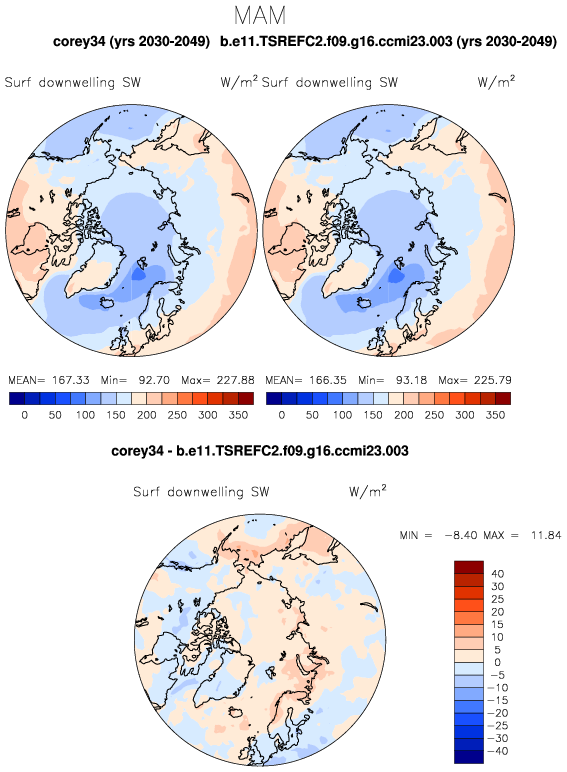 MAM
corey34 (yrs 2030-2049) b.e11.TSREFC2.f09.g16.ccmi23.003 (yrs 2030-2049)
Surf downwelling SW W/m² Surf downwelling SW W/m²
MEAN= 167.33 Min= 92.70 Max= 227.88 MEAN= 166.35 Min= 93.18 Max= 225.79
0 50 100 150 200 250 300 350 0 50 100 150 200 250 300 350
corey34 - b.e11.TSREFC2.f09.g16.ccmi23.003
Surf downwelling SW W/m²
MIN = -8.40 MAX = 11.84
40
30
25
20
15
10
5
0
-5
-10
-15
-20
-25
-30
-40